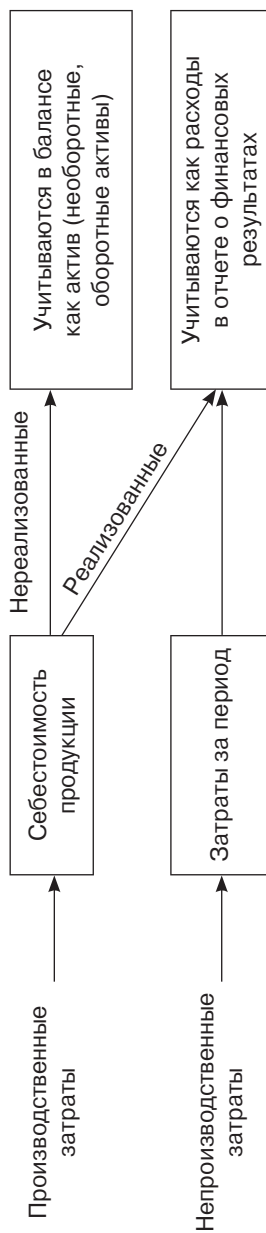 Производственные
затраты
Себестоимость
продукции
Нереализованные
Реализованные
Учитываются в балансе
как актив (необоротные,
оборотные активы)
Непроизводственные
затраты
Затраты за период
Учитываются как расходы
в отчете о финансовых
результатах